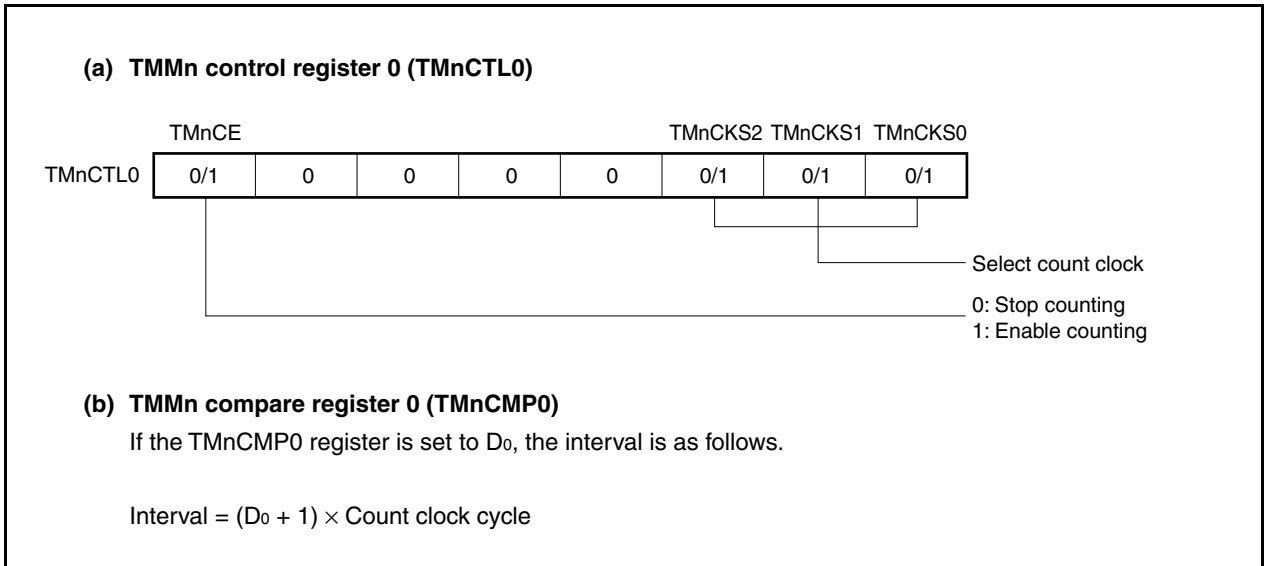 (a) TMMn control register 0 (TMnCTL0)
TMnCE TMnCKS2 TMnCKS1 TMnCKS0
TMnCTL0 0/1 0 0 0 0 0/1 0/1 0/1
Select count clock
0: Stop counting
1: Enable counting
(b) TMMn compare register 0 (TMnCMP0)
If the TMnCMP0 register is set to D0, the interval is as follows.
Interval = (D0 + 1) × Count clock cycle